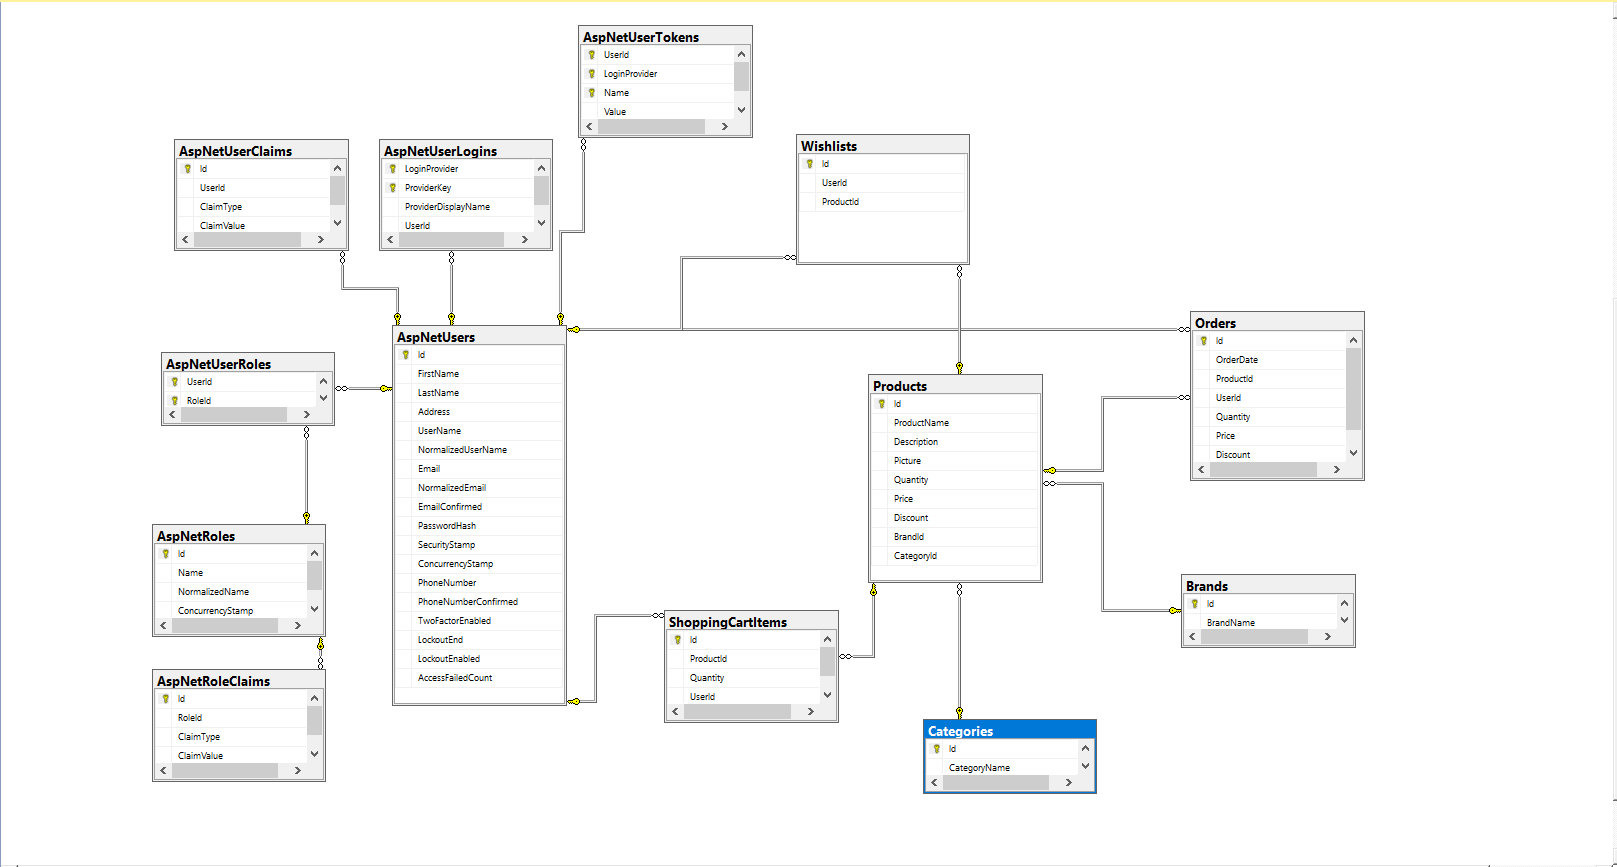 AspNetUserTokens
UserId
LoginProvider
Name
Value
AspNetUserClaims
Id
UserId
ClaimType
ClaimValue
AspNetUserLogins
LoginProvider
ProviderKey
ProviderDisplayName
UserId
Wishlists
Id
UserId
ProductId
AspNetUsers
Id
FirstName
LastName
Address
UserName
NormalizedUserName
Email
NormalizedEmail
EmailConfirmed
PasswordHash
SecurityStamp
ConcurrencyStamp
PhoneNumber
PhoneNumberConfirmed
TwoFactorEnabled
LockoutEnd
LockoutEnabled
AccessFailedCount
Orders
Id
OrderDate
ProductId
UserId
Quantity
Price
Discount
AspNetUserRoles
UserId
RoleId
Products
Id
ProductName
Description
Picture
Quantity
Price
Discount
BrandId
CategoryId
AspNetRoles
Id
Name
NormalizedName
ConcurrencyStamp
Brands
Id
BrandName
ShoppingCartItems
Id
ProductId
Quantity
UserId
AspNetRoleClaims
Id
RoleId
ClaimType
ClaimValue
Categories
Id
CategoryName